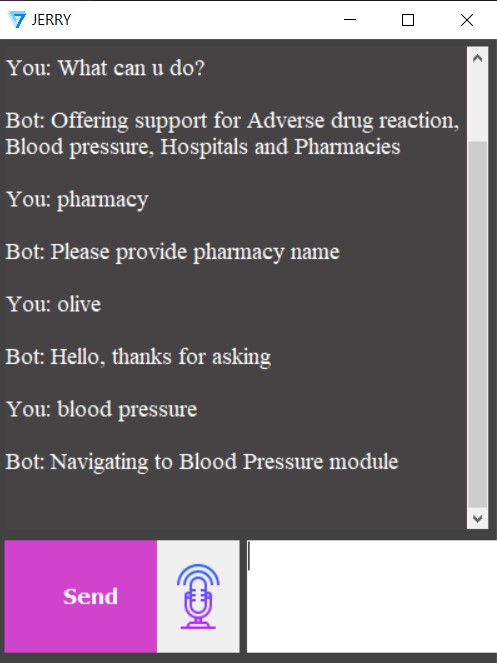 JERRY
You: What can u do?
Bot: Offering support for Adverse drug reaction,
Blood pressure, Hospitals and Pharmacies
You: pharmacy
Bot: Please provide pharmacy name
You: olive
Bot: Hello, thanks for asking
You: blood pressure
Bot: Navigating to Blood Pressure module
Send